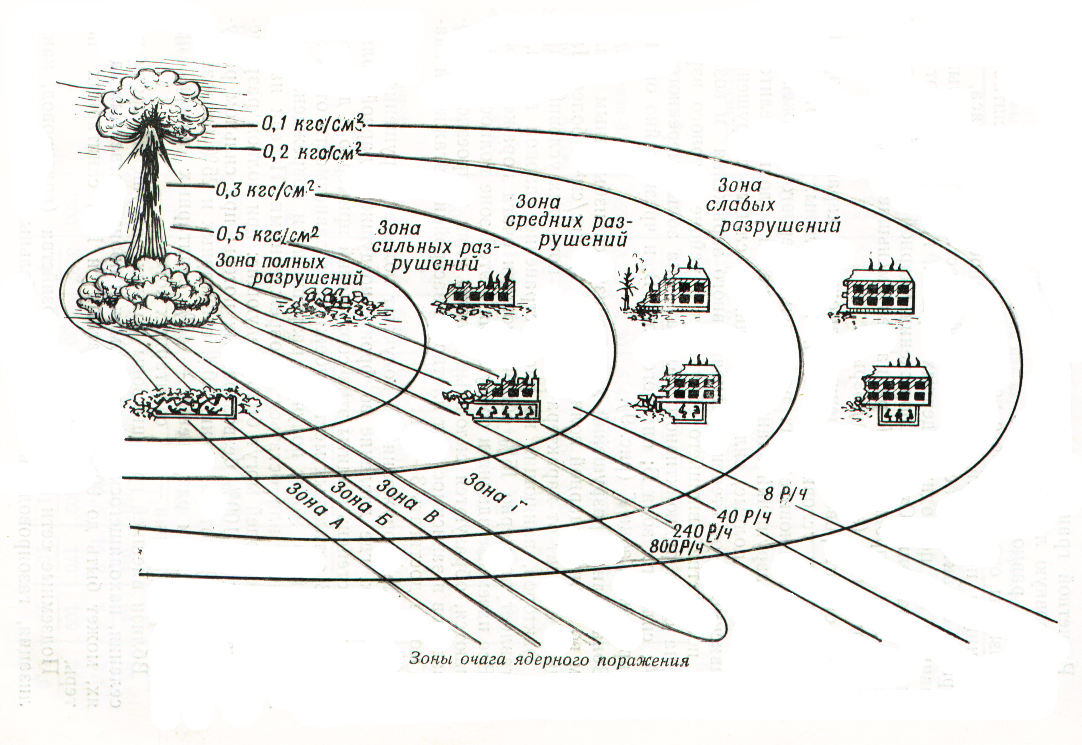 0,1 кгс/см²
0,2 кгс/см²
0,3 кгс/см²
0,5 кгс/см²
Зона полных
разрушений
Зона
сильных раз-
рушений
Зона
средних раз-
рушений
Зона
слабых
разрушений
Зона А
Зона Б
Зона В
Зона Г
8 Р/ч
40 Р/ч
240 Р/ч
800 Р/ч
Зоны очага ядерного поражения